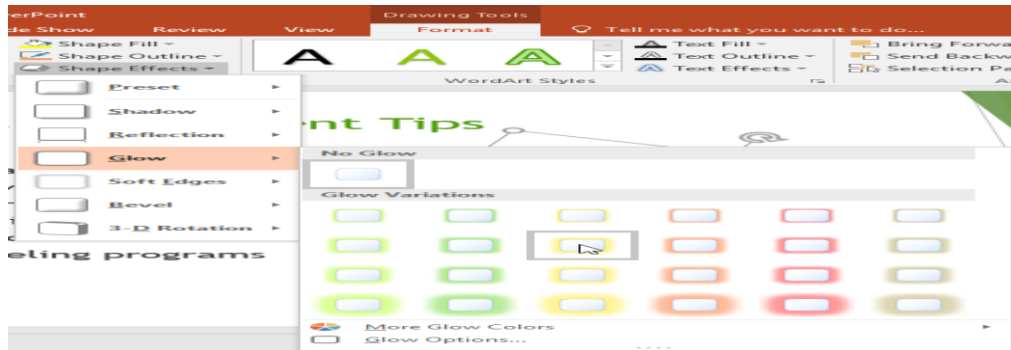 erPoint Drawing Tools
de Show Review View Format Tell me what you want to do...
Shape Fill Text Fill Bring Forwa
Shape Outline Text Outline Send Backw
Shape Effects Text Effects Selection Pa
WordArt Styles A
Preset
Shadow
Reflection
Glow
Soft Edges
Bevel
3-D Rotation
nt Tips
No Glow
Glow Variations
eling programs
More Glow Colors
Glow Options...